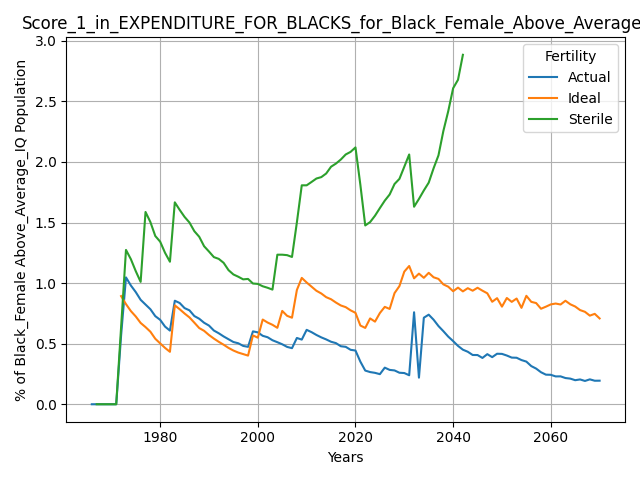 Score_1_in_EXPENDITURE_FOR_BLACKS_for_Black_Female_Above_Average
3.0
2.5
2.0
1.5
1.0
0.5
0.0
% of Black_Female Above_Average_IQ Population
Fertility
Actual
Ideal
Sterile
1980 2000 2020 2040 2060
Years